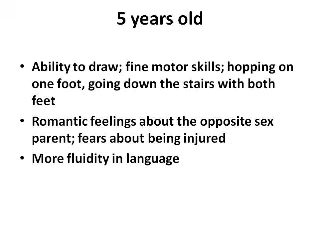 5 years old
• Ability to draw; fine motor skills; hopping on
one foot, going down the stairs with both
feet
• Romantic feelings about the opposite sex
parent; fears about being injured
• More fluidity in language